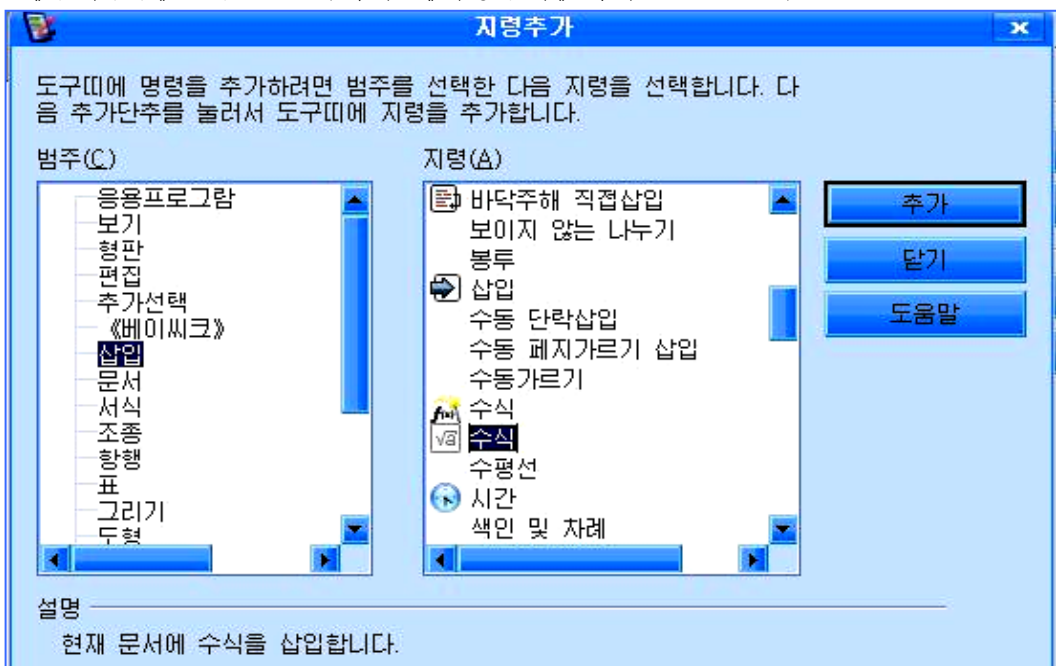 지령추가
도구띠에 명령을 추가하려면 범주를 선택한 다음 지령을 선택합니다. 다
음 추가단추를 눌러서 도구띠에 지령을 추가합니다.
범주(C)
응용프로그람
보기
형판
편집
추가선택
《베이씨크》
삽입
문서
서식
조종
항행
표
그리기
도형
지령(A)
바닥주해 직접삽입
보이지 않는 나누기
봉투
삽입
수동 단락삽입
수동 페지가르기 삽입
수동가르기
수식
수식
수평선
시간
색인 및 차례
추가
닫기
도움말
설명
현재 문서에 수식을 삽입합니다.